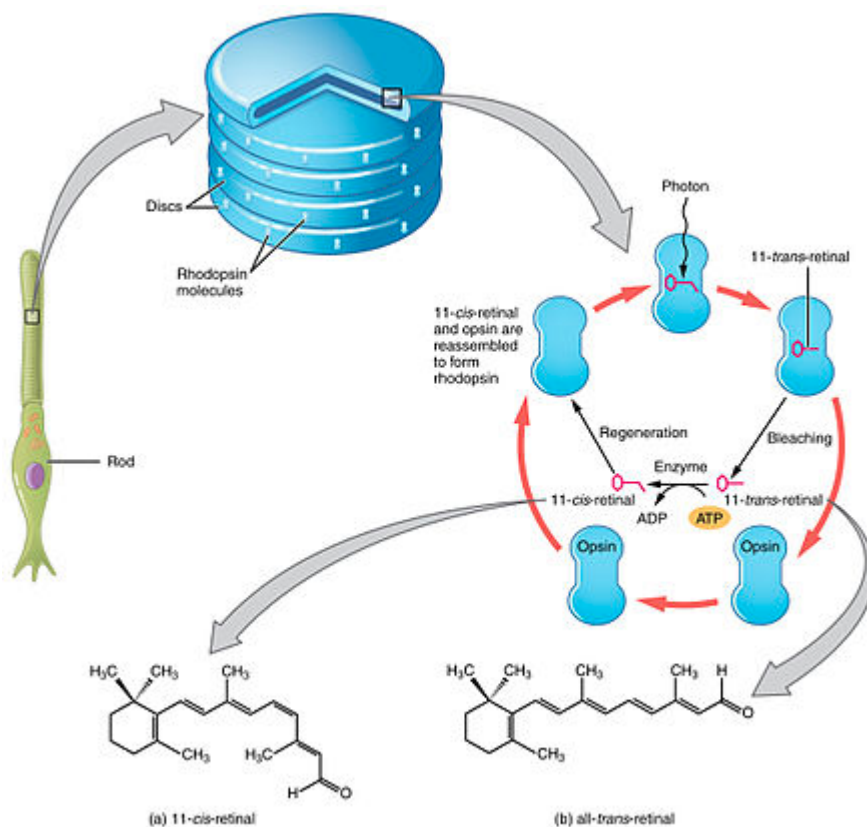 Photon
11-trans-retinal
Discs
Rhodopsin
molecules
11-cis-retinal
and opsin are
reassembled
to form
rhodopsin
Regeneration
Bleaching
Enzyme
Rod
11-cis-retinal
11-trans-retinal
ADP
ATP
Opsin
Opsin
H₃C
CH₃
CH₃
CH₃
H₃C
H
O
(a) 11-cis-retinal
H₃C
CH₃
CH₃
CH₃
CH₃
H
O
(b) all-trans-retinal